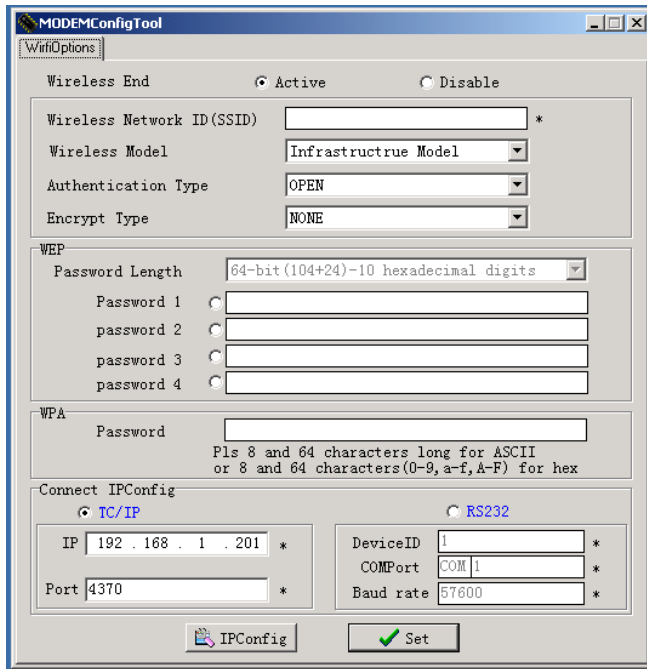 MODEMConfigTool
WirfiOptions
Wireless End Active Disable
Wireless Network ID(SSID) *
Wireless Model Infrastructrue Model
Authentication Type OPEN
Encrypt Type NONE
WEP
Password Length 64-bit(104+24)-10 hexadecimal digits
Password 1
password 2
password 3
password 4
WPA
Password
Pls 8 and 64 characters long for ASCII
or 8 and 64 characters(0-9,a-f,A-F) for hex
Connect IPConfig
TC/IP RS232
IP 192 . 168 . 1 . 201 * DeviceID 1 *
COMPort COM 1 *
Port 4370 * Baud rate 57600 *
IPConfig Set